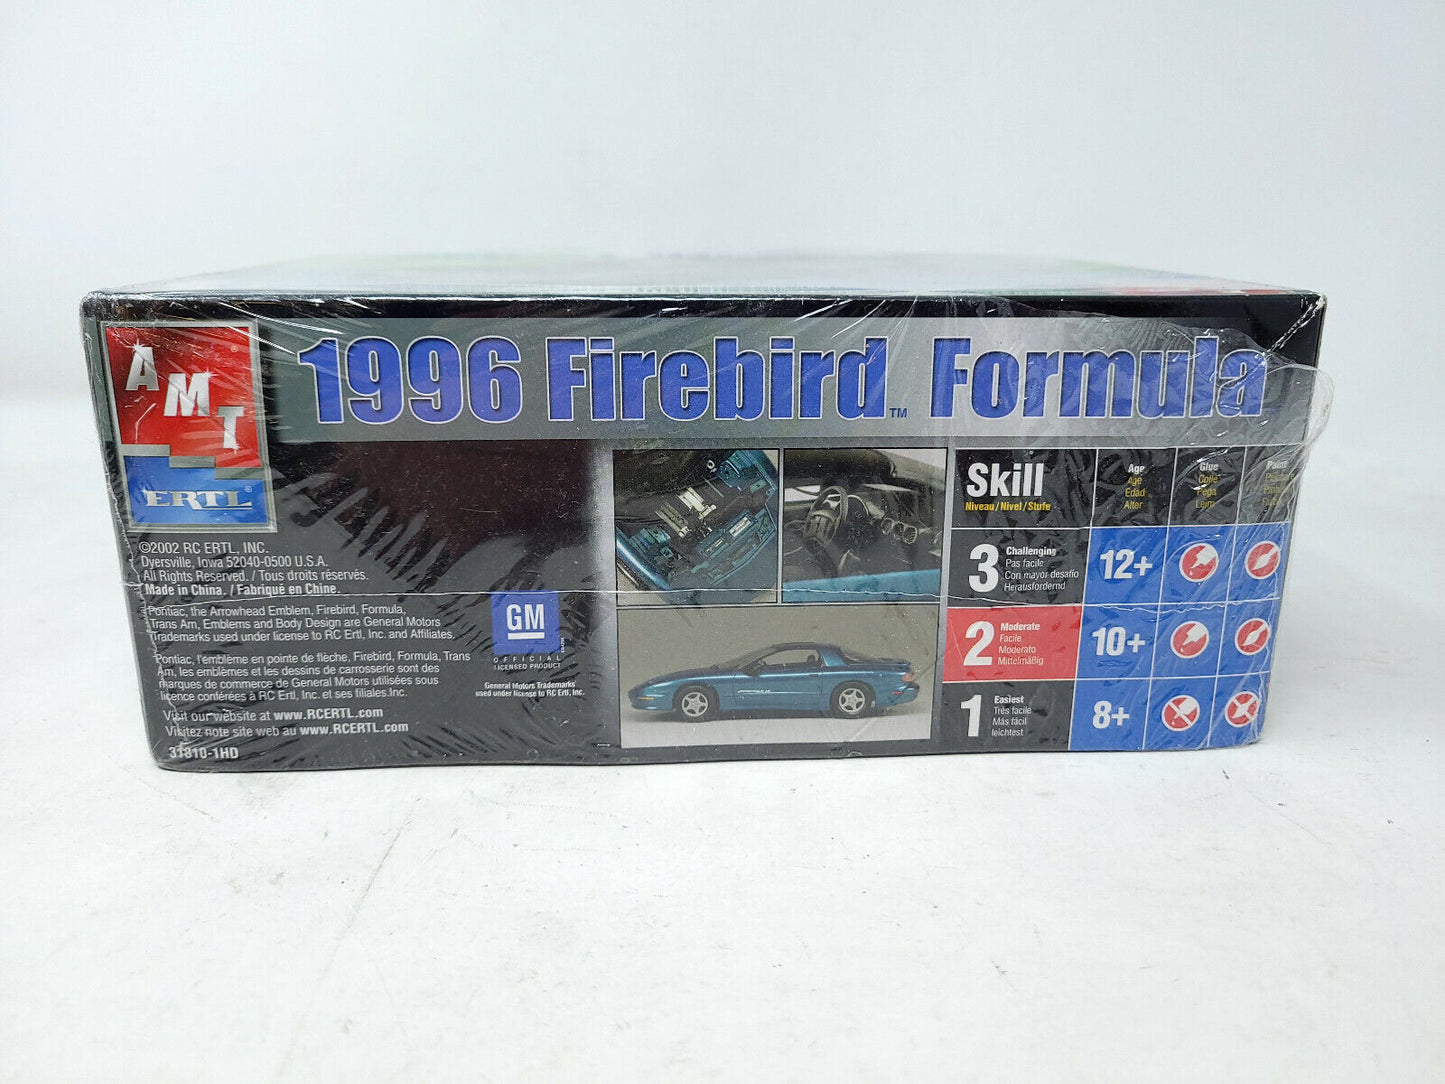 AMT
ERTL
1996 Firebird™ Formula
©2002 RC ERTL, INC.
Dyersville, Iowa 52040-0500 U.S.A.
All Rights Reserved. / Tous droits réservés.
Made in China. / Fabriqué en Chine.
Pontiac, the Arrowhead Emblem, Firebird, Formula,
Trans Am, Emblems and Body Design are General Motors
Trademarks used under license to RC Ertl, Inc. and Affiliates.
Pontiac, l'emblème en pointe de flèche, Firebird, Formula, Trans
Am, les emblèmes et les dessins de carrosserie sont des
marques de commerce de General Motors utilisées sous
licence conférées à RC Ertl, Inc. et ses filiales.Inc.
Visit our website at www.RCERTL.com
Visitez note site web au www.RCERTL.com
31810-1HD
GM
OFFICIAL
LICENSED PRODUCT
General Motors Trademarks
used under license to RC Ertl, Inc.
Skill
Niveau / Nivel / Stufe
Age
Age
Edad
Alter
Glue
Colle
Pega
Leim
Paint
3
Challenging
Pas facile
Con mayor desafío
Herausfordernd
12+
2
Moderate
Facile
Moderato
Mittelmäßig
10+
1
Easiest
Très facile
Más fácil
leichtest
8+